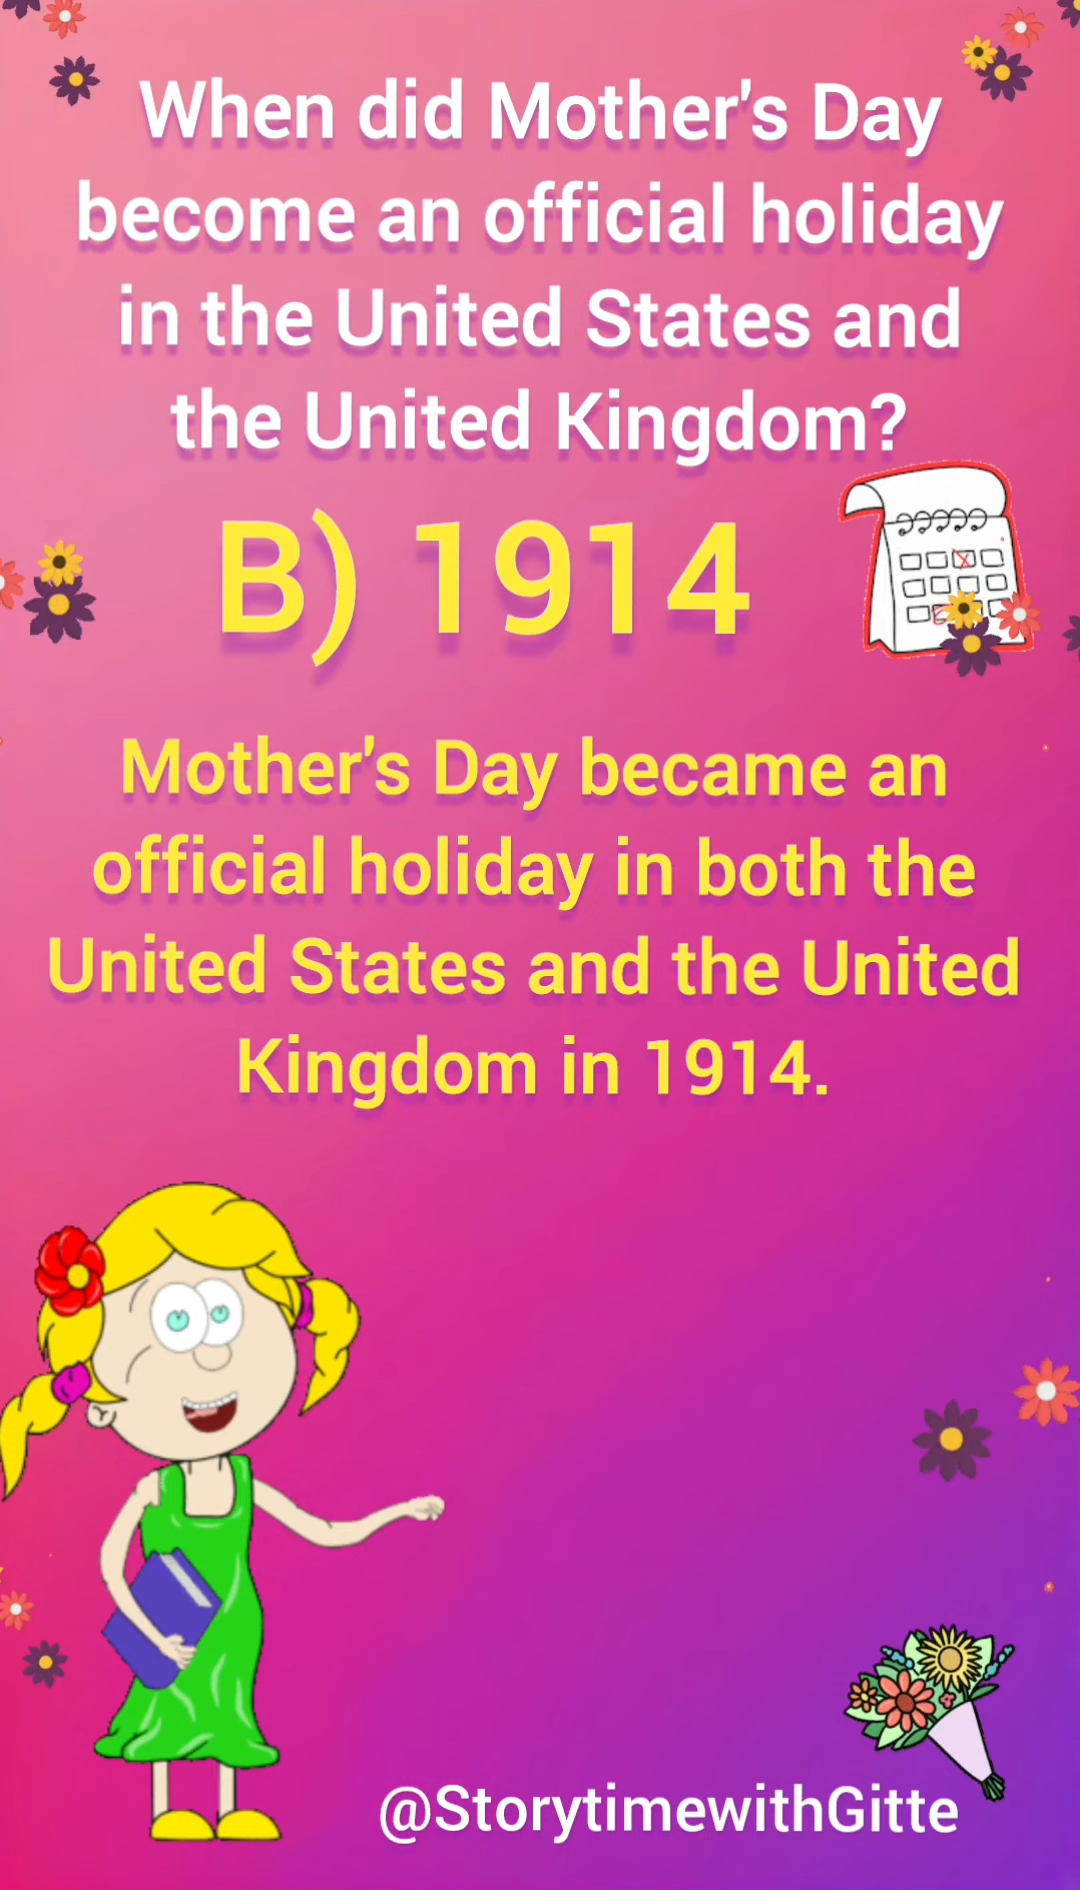 When did Mother's Day
become an official holiday
in the United States and
the United Kingdom?
B) 1914
Mother's Day became an
official holiday in both the
United States and the United
Kingdom in 1914.
@StorytimewithGitte